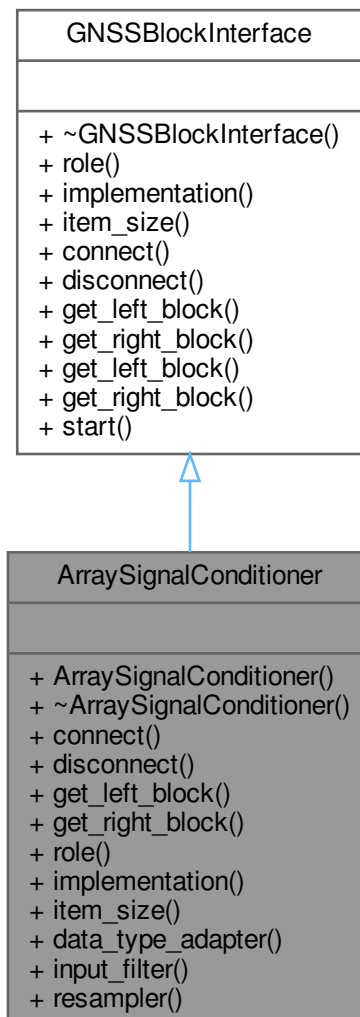 GNSSBlockInterface
+ ~GNSSBlockInterface()
+ role()
+ implementation()
+ item_size()
+ connect()
+ disconnect()
+ get_left_block()
+ get_right_block()
+ get_left_block()
+ get_right_block()
+ start()
ArraySignalConditioner
+ ArraySignalConditioner()
+ ~ArraySignalConditioner()
+ connect()
+ disconnect()
+ get_left_block()
+ get_right_block()
+ role()
+ implementation()
+ item_size()
+ data_type_adapter()
+ input_filter()
+ resampler()